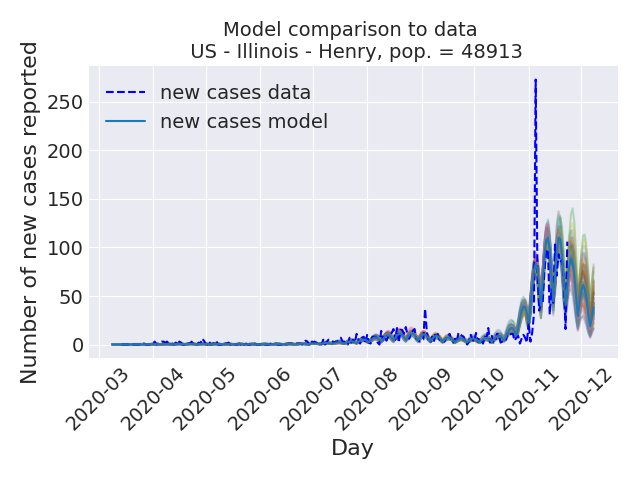 Model comparison to data
US - Illinois - Henry, pop. = 48913
Number of new cases reported
new cases data
new cases model
250
200
150
100
50
0
2020-03
2020-04
2020-05
2020-06
2020-07
2020-08
2020-09
2020-10
2020-11
2020-12
Day